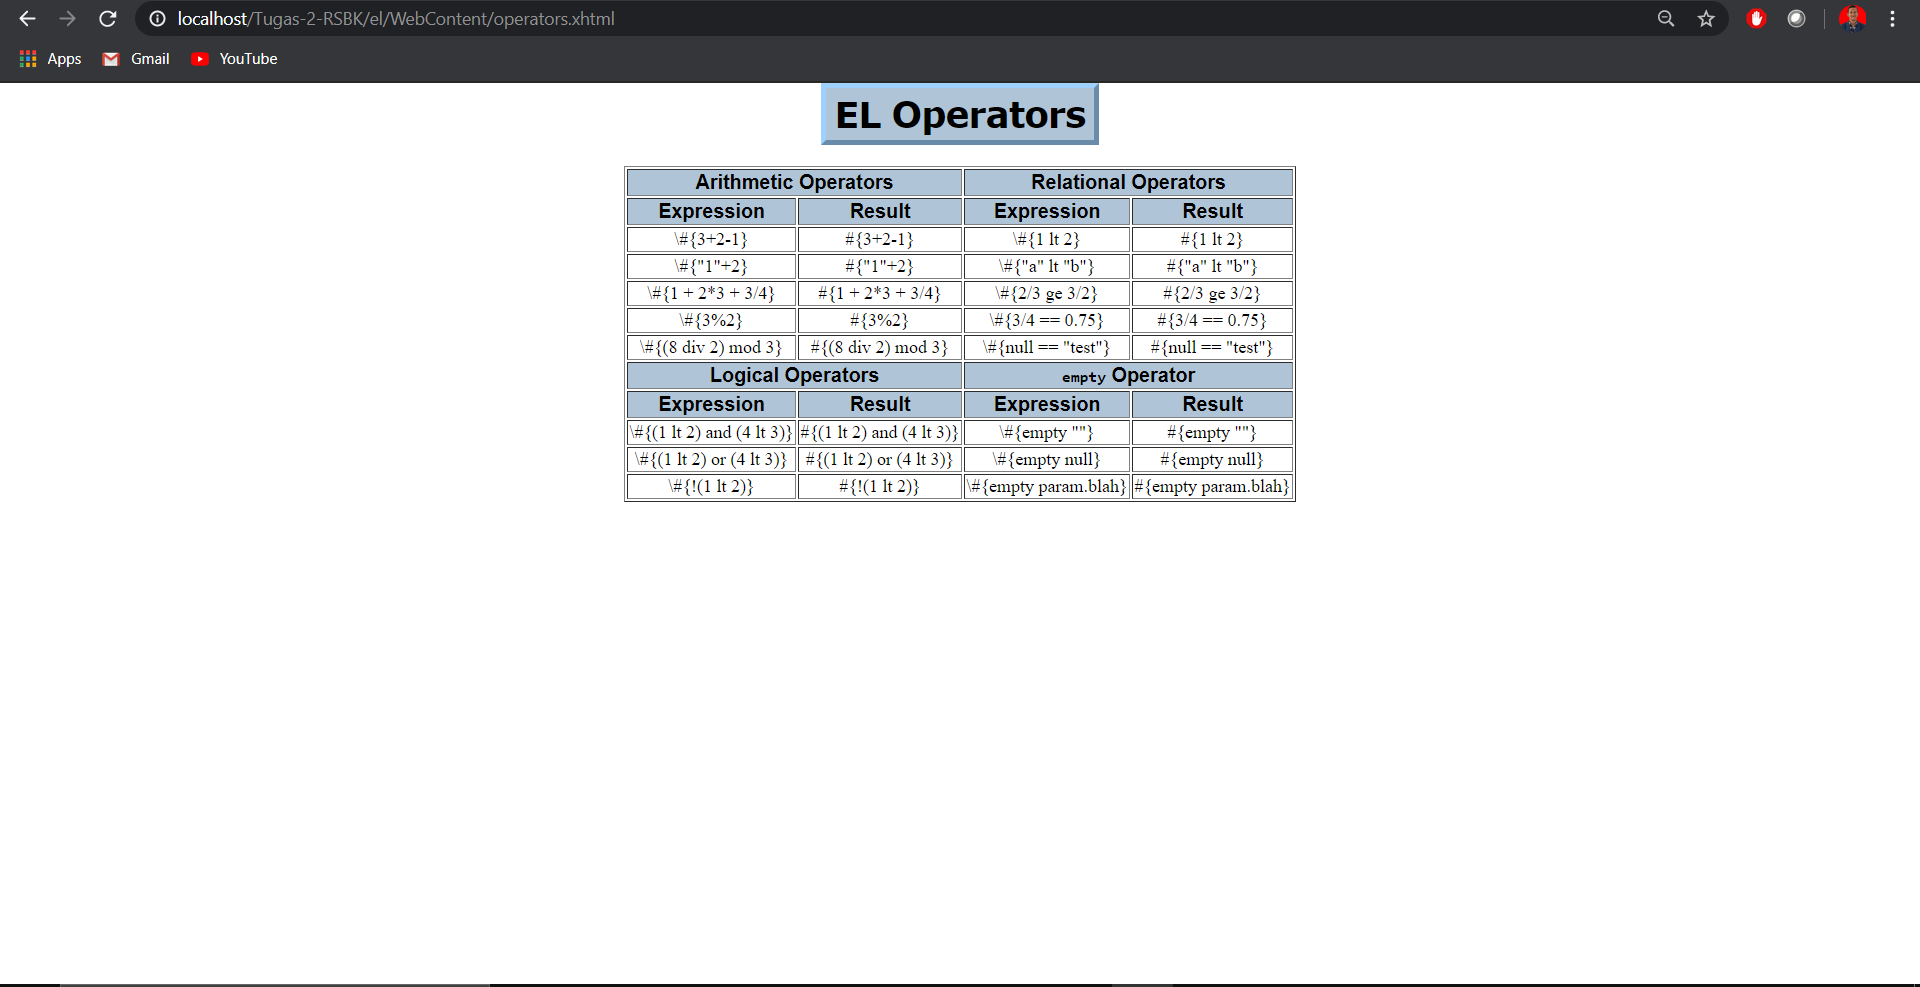 localhost/Tugas-2-RSBK/el/WebContent/operators.xhtml
Apps Gmail YouTube
EL Operators
Arithmetic Operators Relational Operators
Expression Result Expression Result
\#{3+2-1} #{3+2-1} \#{1 lt 2} #{1 lt 2}
\#{"1"+2} #{"1"+2} \#{"a" lt "b"} #{"a" lt "b"}
\#{1 + 2*3 + 3/4} #{1 + 2*3 + 3/4} \#{2/3 ge 3/2} #{2/3 ge 3/2}
\#{3%2} #{3%2} \#{3/4 == 0.75} #{3/4 == 0.75}
\#{(8 div 2) mod 3} #{(8 div 2) mod 3} \#{null == "test"} #{null == "test"}
Logical Operators empty Operator
Expression Result Expression Result
\#{(1 lt 2) and (4 lt 3)} #{(1 lt 2) and (4 lt 3)} \#{empty ""} #{empty ""}
\#{(1 lt 2) or (4 lt 3)} #{(1 lt 2) or (4 lt 3)} \#{empty null} #{empty null}
\#{!(1 lt 2)} #{!(1 lt 2)} \#{empty param.blah} #{empty param.blah}